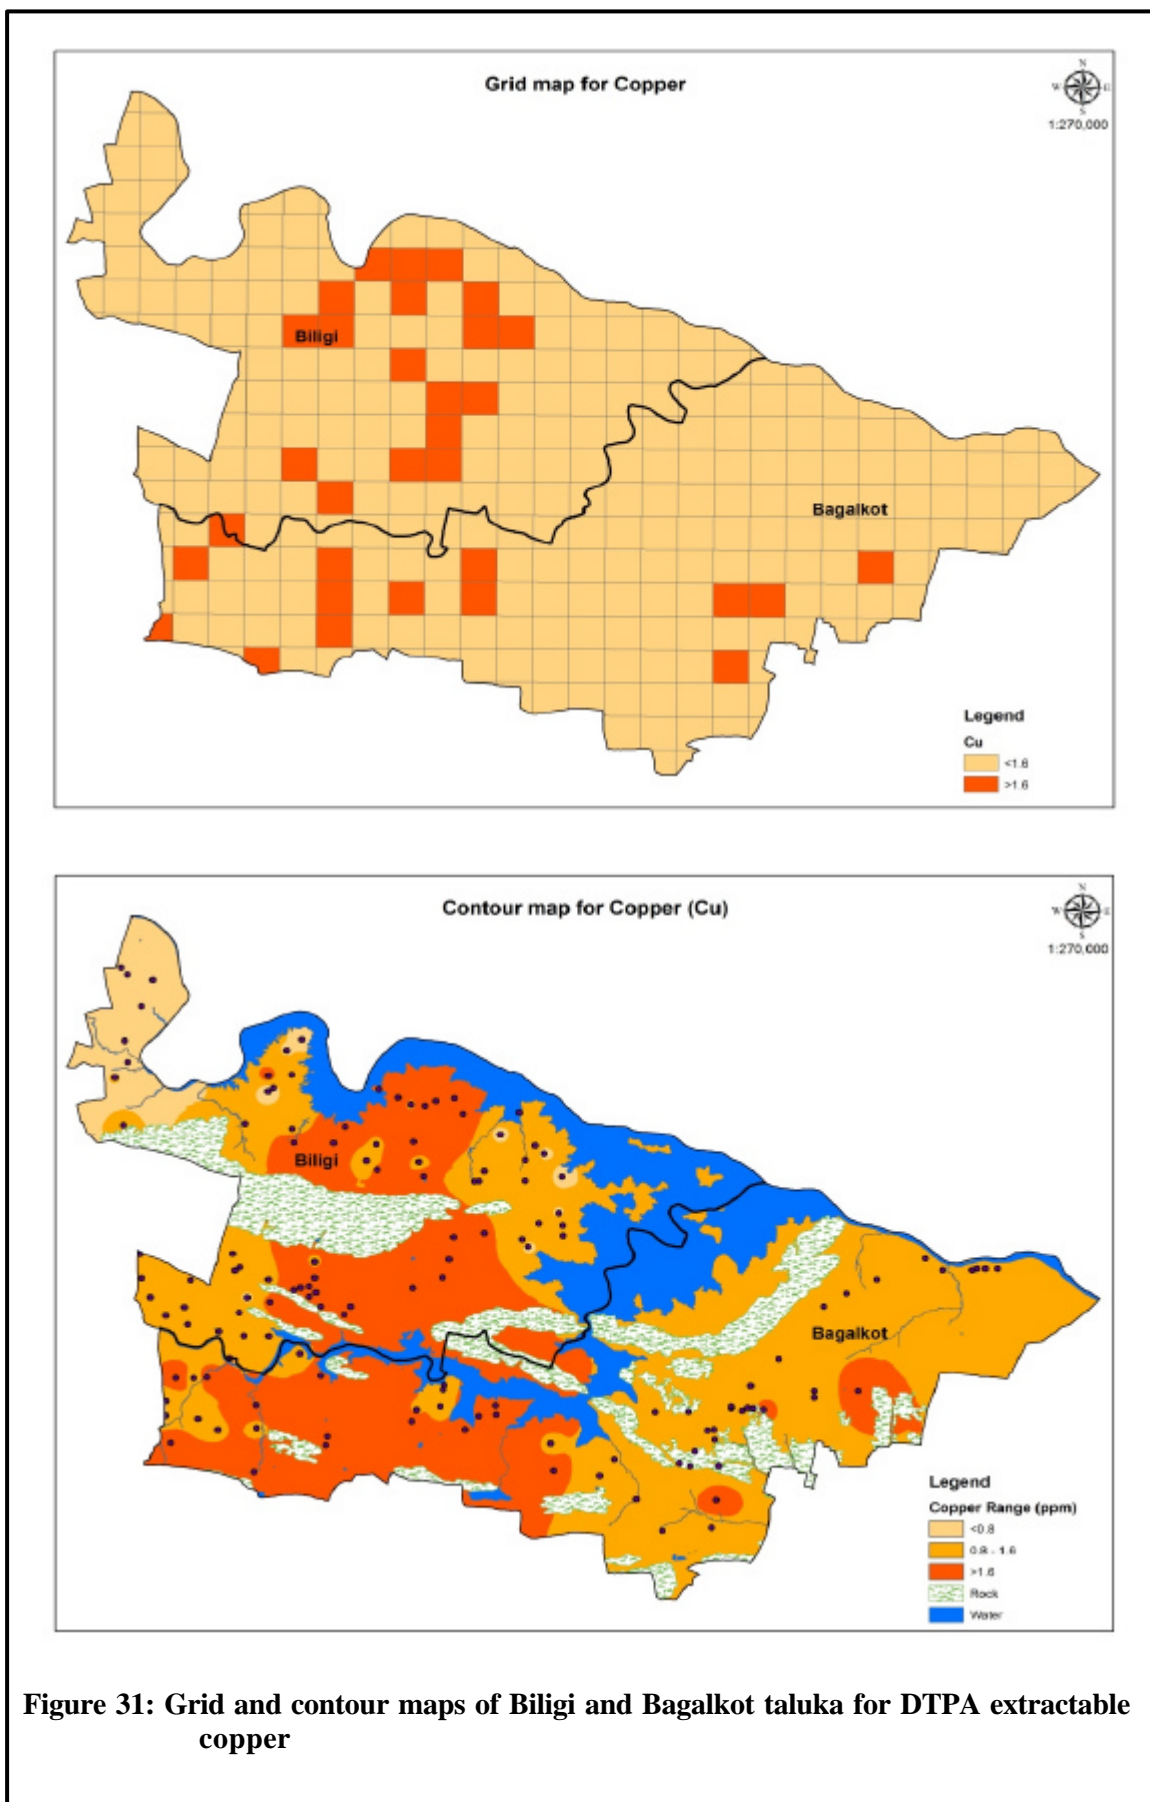 Grid map for Copper
N
W E
S
1:270,000
Biligi
Bagalkot
Legend
Cu
<1.6
>1.6
Contour map for Copper (Cu)
N
W E
S
1:270,000
Biligi
Bagalkot
Legend
Copper Range (ppm)
<0.8
0.8 - 1.6
>1.6
Rock
Water
Figure 31: Grid and contour maps of Biligi and Bagalkot taluka for DTPA extractable
copper